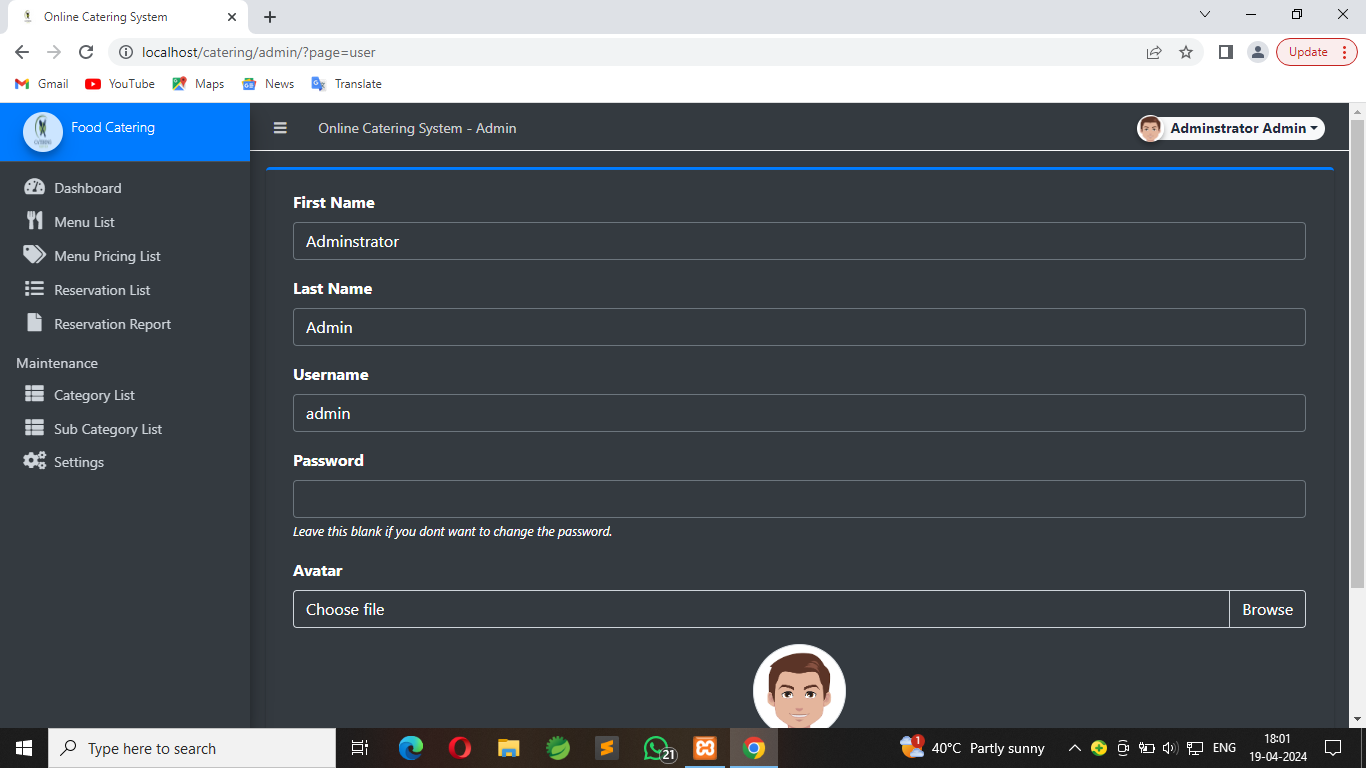 Online Catering System
localhost/catering/admin/?page=user
Update
Gmail
YouTube
Maps
News
Translate
Food Catering
Online Catering System - Admin
Adminstrator Admin
Dashboard
Menu List
Menu Pricing List
Reservation List
Reservation Report
Maintenance
Category List
Sub Category List
Settings
First Name
Adminstrator
Last Name
Admin
Username
admin
Password
Leave this blank if you dont want to change the password.
Avatar
Choose file
Browse
Type here to search
21
1
40°C Partly sunny
ENG
18:01
19-04-2024